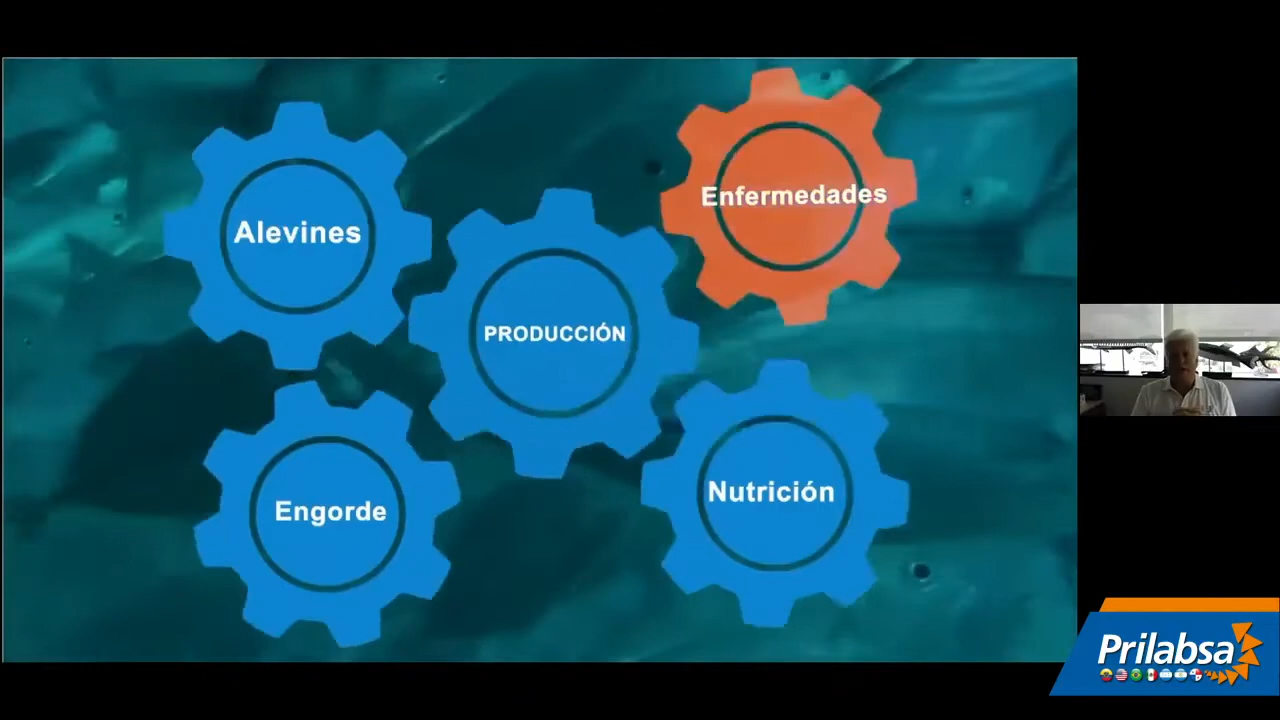 Enfermedades
Alevines
PRODUCCIÓN
Nutrición
Engorde
Prilabsa